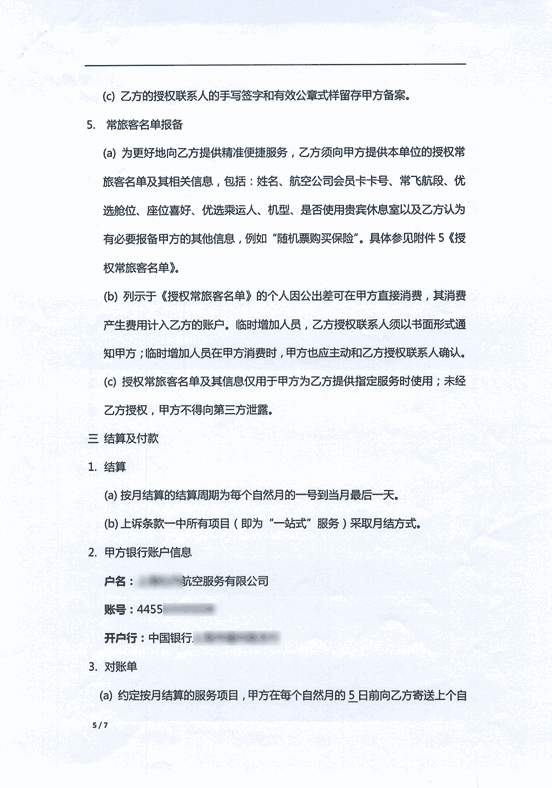 (c) 乙方的授权联系人的手写签字和有效公章式样留存甲方备案。
5. 常旅客名单报备
(a) 为更好地向乙方提供精准便捷服务，乙方须向甲方提供本单位的授权常
旅客名单及其相关信息，包括：姓名、航空公司会员卡卡号、常飞航段、优
选舱位、座位喜好、优选乘运人、机型、是否使用贵宾休息室以及乙方认为
有必要报备甲方的其他信息，例如“随机票购买保险”。具体参见附件 5《授
权常旅客名单》。
(b) 列示于《授权常旅客名单》的个人因公出差可在甲方直接消费，其消费
产生费用计入乙方的账户。临时增加人员，乙方授权联系人须以书面形式通
知甲方；临时增加人员在甲方消费时，甲方也应主动和乙方授权联系人确认。
(c) 授权常旅客名单及其信息仅用于甲方为乙方提供指定服务时使用；未经
乙方授权，甲方不得向第三方泄露。
三 结算及付款
1. 结算
(a) 按月结算的结算周期为每个自然月的一号到当月最后一天。
(b) 上诉条款一中所有项目（即为“一站式”服务）采取月结方式。
2. 甲方银行账户信息
户名：航空服务有限公司
账号：4455
开户行：中国银行
3. 对账单
(a) 约定按月结算的服务项目，甲方在每个自然月的 5 日前向乙方寄送上个自
5 / 7